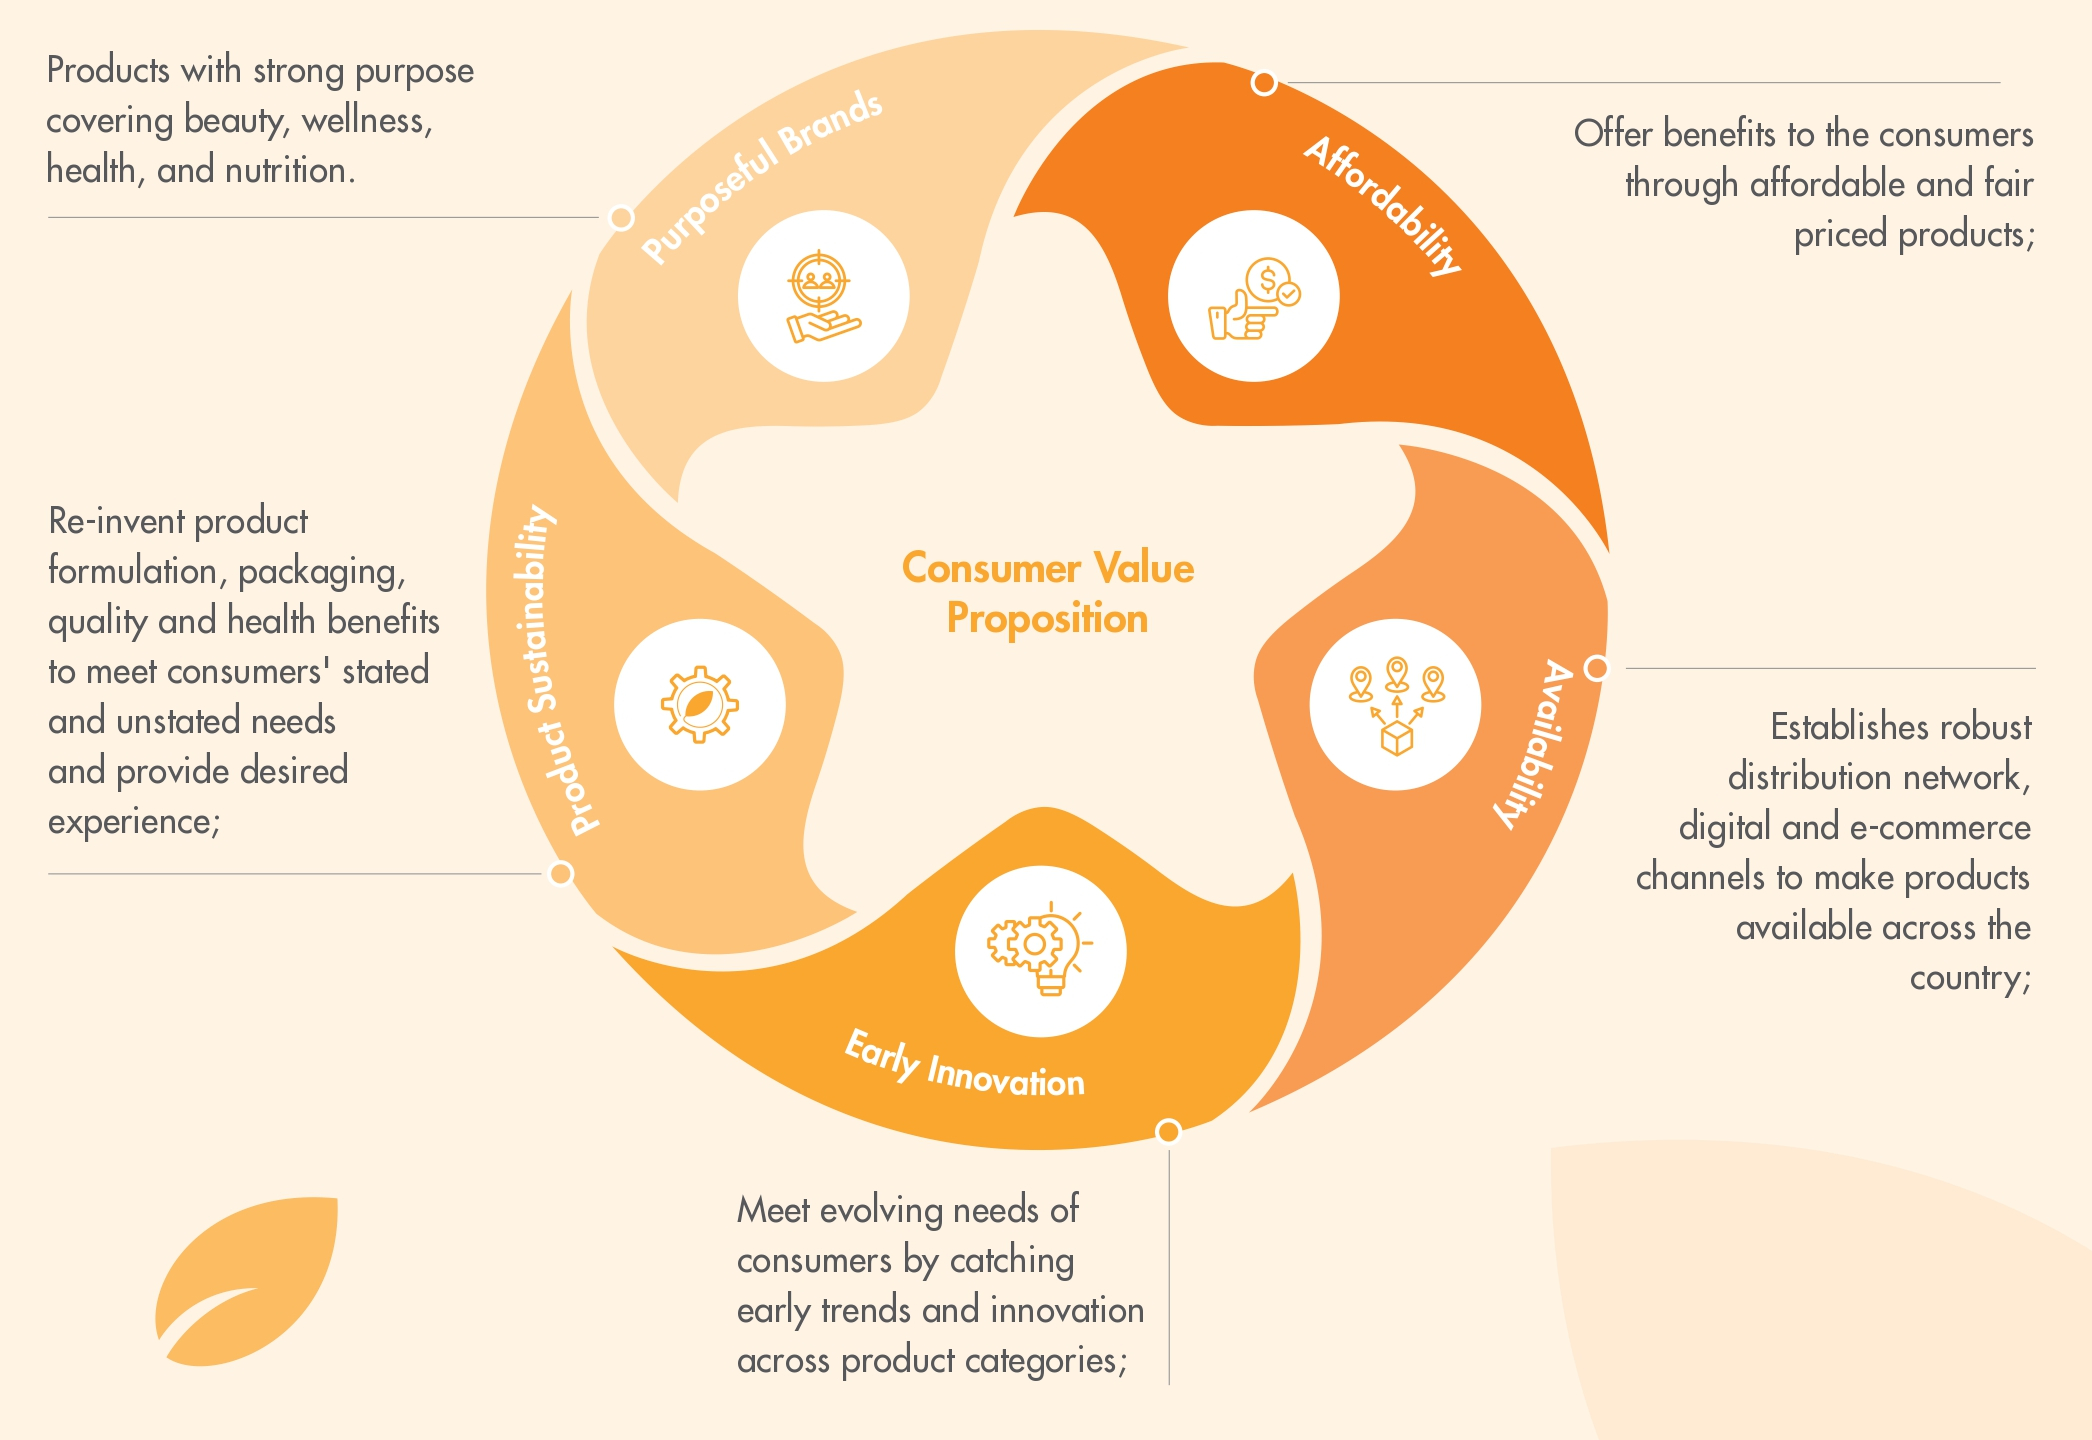 Products with strong purpose
covering beauty, wellness,
health, and nutrition.
Purposeful Brands
Affordability
Offer benefits to the consumers
through affordable and fair
priced products;
Re-invent product
formulation, packaging,
quality and health benefits
to meet consumers' stated
and unstated needs
and provide desired
experience;
Product Sustainability
Consumer Value
Proposition
Availability
Establishes robust
distribution network,
digital and e-commerce
channels to make products
available across the
country;
Early Innovation
Meet evolving needs of
consumers by catching
early trends and innovation
across product categories;
$